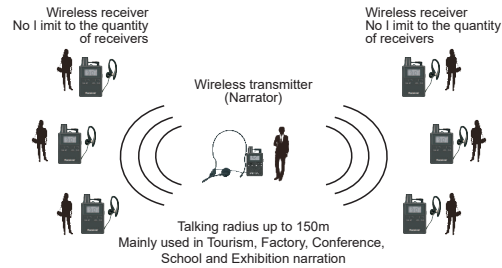 Wireless receiver
No l imit to the quantity
of receivers
Wireless receiver
No l imit to the quantity
of receivers
Wireless transmitter
(Narrator)
Talking radius up to 150m
Mainly used in Tourism, Factory, Conference,
School and Exhibition narration